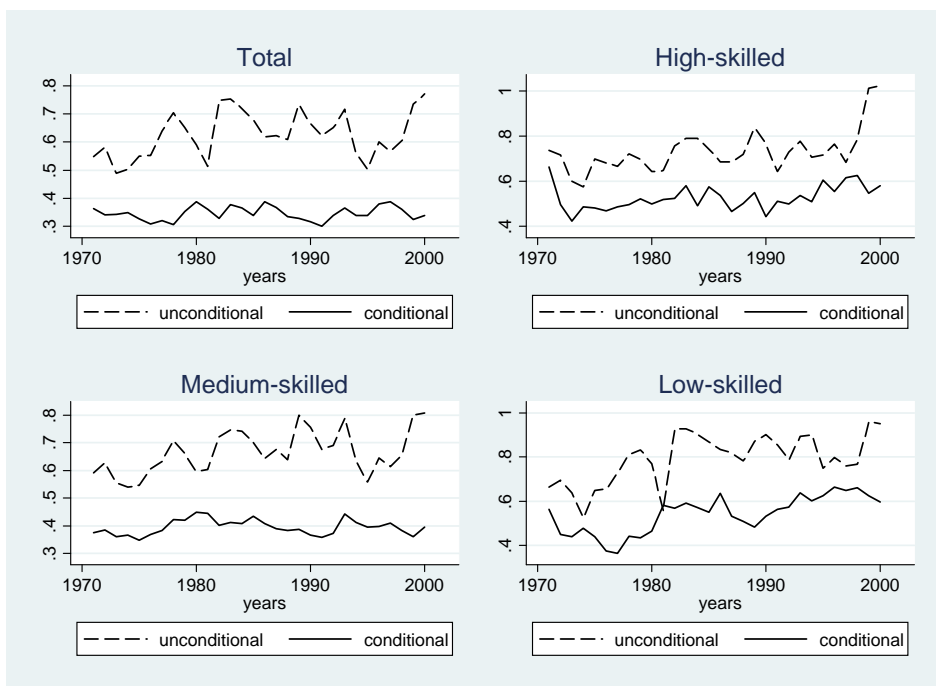 Total
.8
.7
.6
.5
.4
.3
1970 1980 1990 2000
years
unconditional conditional
High-skilled
1
.8
.6
.4
1970 1980 1990 2000
years
unconditional conditional
Medium-skilled
.8
.7
.6
.5
.4
.3
1970 1980 1990 2000
years
unconditional conditional
Low-skilled
1
.8
.6
.4
1970 1980 1990 2000
years
unconditional conditional